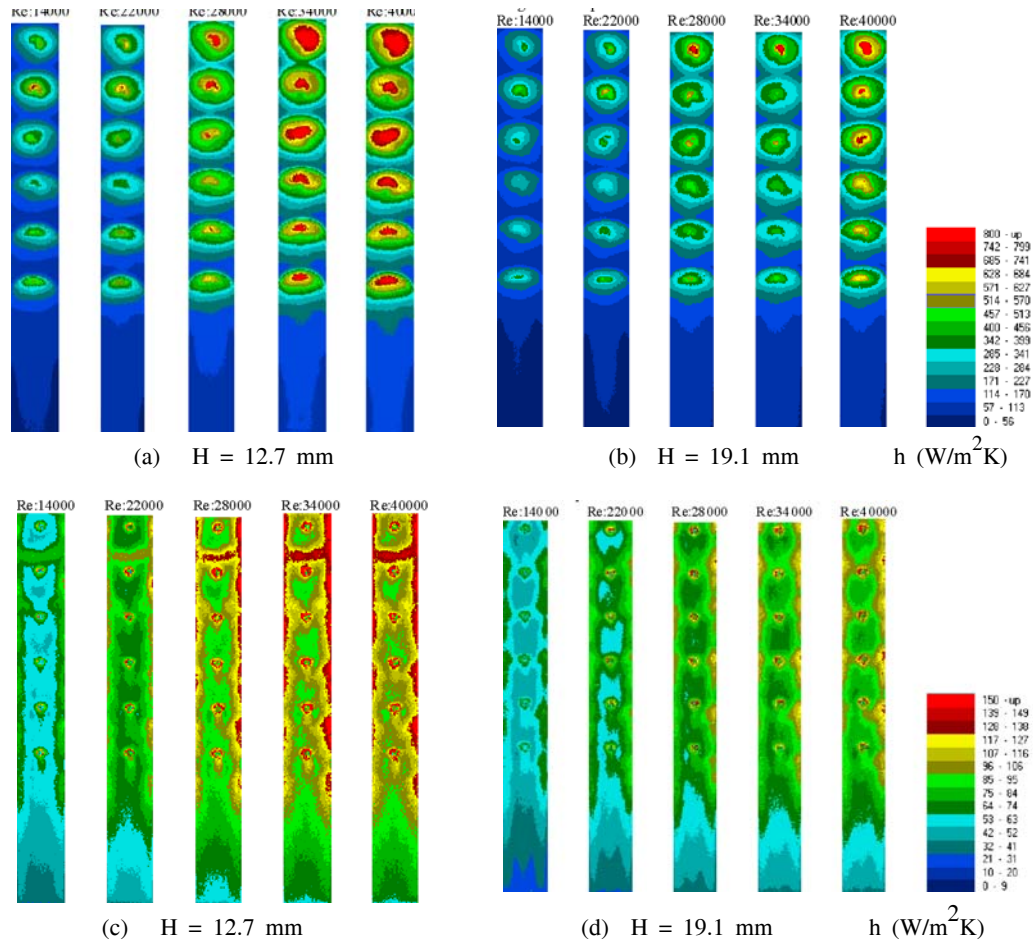 Re:14000 Re:22000 Re:28000 Re:34000 Re:40000
Re:14000 Re:22000 Re:28000 Re:34000 Re:40000
800 - up
742 - 799
685 - 741
628 - 684
571 - 627
514 - 570
457 - 513
400 - 456
342 - 399
285 - 341
228 - 284
171 - 227
114 - 170
57 - 113
0 - 56
(a) H = 12.7 mm
(b) H = 19.1 mm
h (W/m²K)
Re:14000 Re:22000 Re:28000 Re:34000 Re:40000
Re:14000 Re:22000 Re:28000 Re:34000 Re:40000
150 - up
139 - 149
128 - 138
117 - 127
107 - 116
96 - 106
85 - 95
75 - 84
64 - 74
53 - 63
42 - 52
32 - 41
21 - 31
10 - 20
0 - 9
(c) H = 12.7 mm
(d) H = 19.1 mm
h (W/m²K)